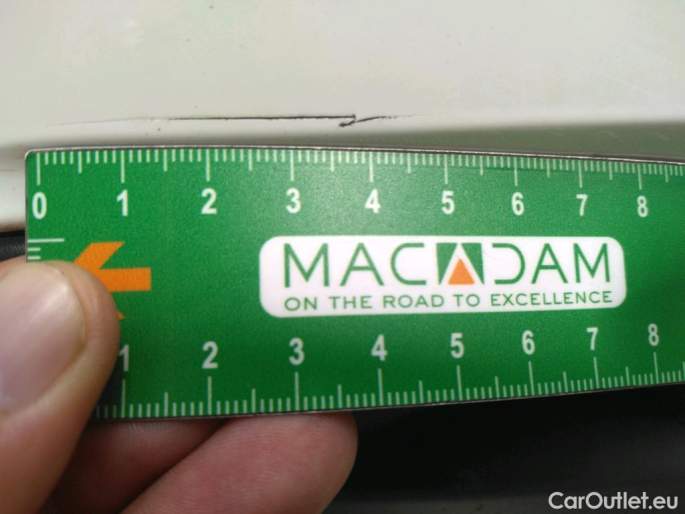 0 1 2 3 4 5 6 7 8
MACADAM
ON THE ROAD TO EXCELLENCE
1 2 3 4 5 6 7 8
CarOutlet.eu